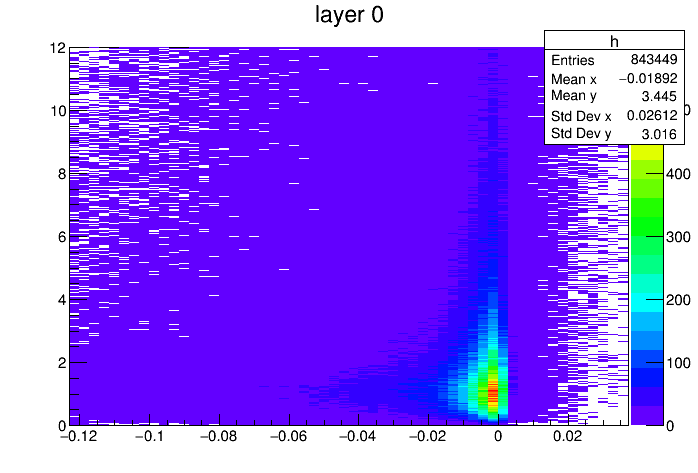 layer 0
h
Entries 843449
Mean x −0.01892
Mean y 3.445
Std Dev x 0.02612
Std Dev y 3.016
12
10
8
6
4
2
0
−0.12 −0.1 −0.08 −0.06 −0.04 −0.02 0 0.02
400
300
200
100
0